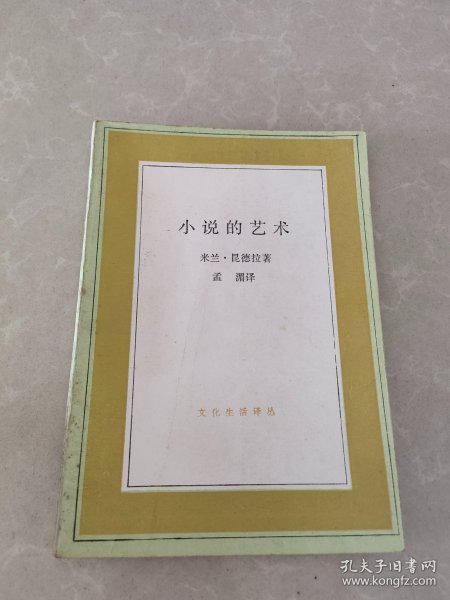 小说的艺术
米兰·昆德拉著
孟湄译
文化生活译丛
孔夫子旧书网
www.kongfz.com